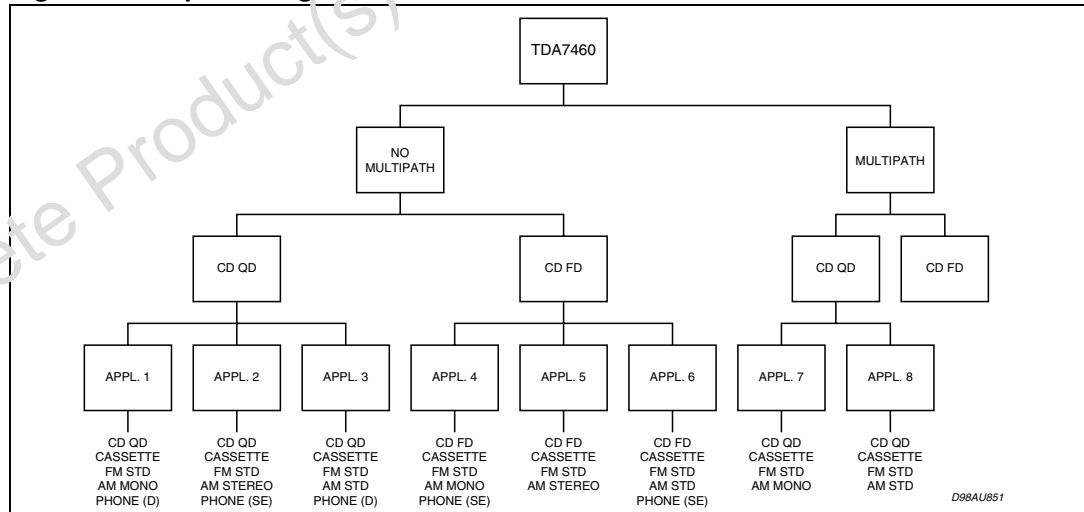 TDA7460
NO
MULTIPATH
MULTIPATH
CD QD
CD FD
CD QD
CD FD
APPL. 1
APPL. 2
APPL. 3
APPL. 4
APPL. 5
APPL. 6
APPL. 7
APPL. 8
CD QD
CASSETTE
FM STD
AM MONO
PHONE (D)
CD QD
CASSETTE
FM STD
AM STEREO
PHONE (SE)
CD QD
CASSETTE
FM STD
AM STD
PHONE (D)
CD FD
CASSETTE
FM STD
AM MONO
PHONE (SE)
CD FD
CASSETTE
FM STD
AM STEREO
CD FD
CASSETTE
FM STD
AM STD
PHONE (SE)
CD QD
CASSETTE
FM STD
AM MONO
CD QD
CASSETTE
FM STD
AM STD
D98AU851
ete Product(s)